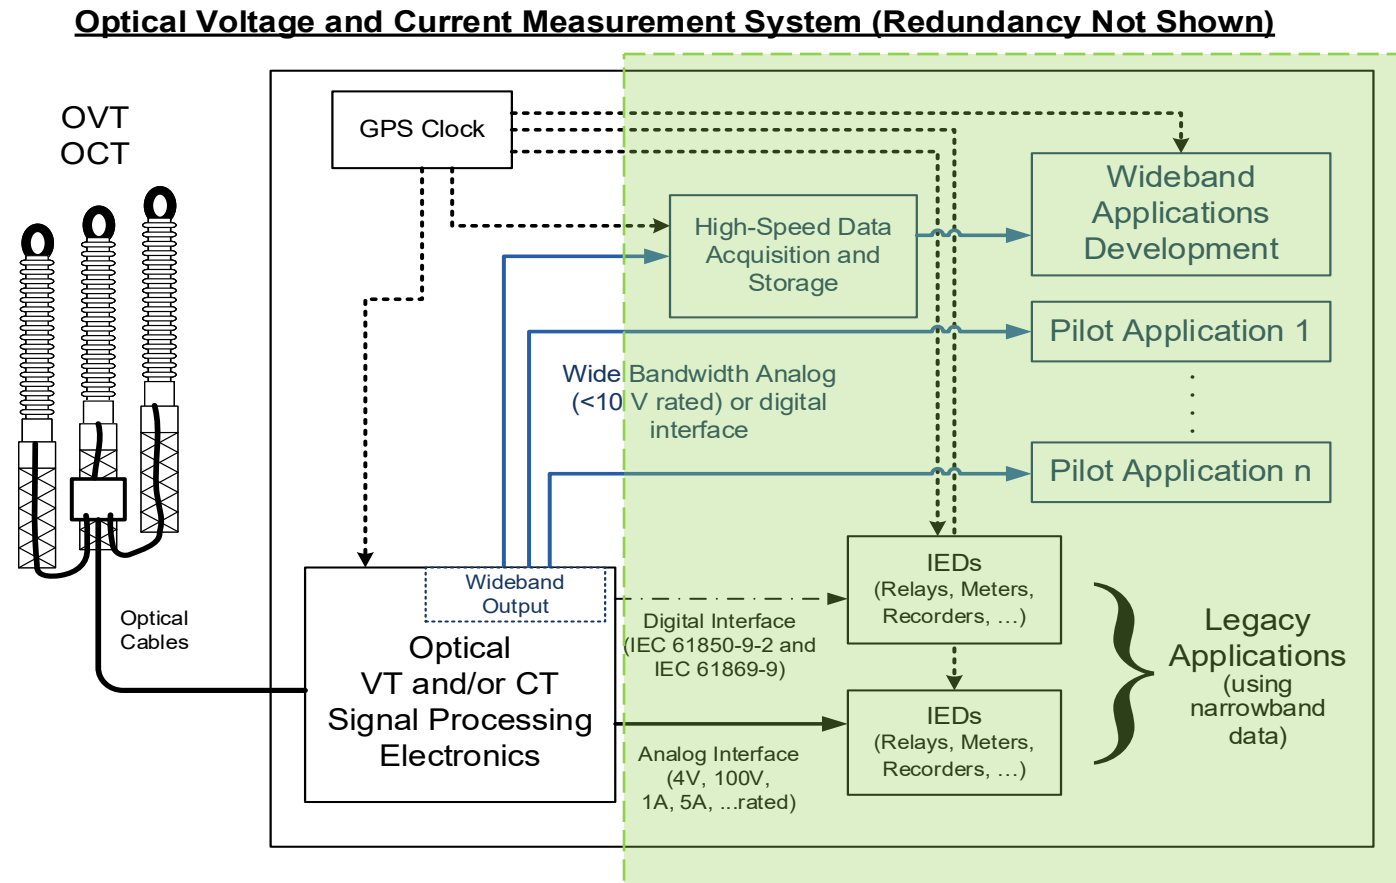 Optical Voltage and Current Measurement System (Redundancy Not Shown)
OVT
OCT
GPS Clock
Wideband
Applications
Development
High-Speed Data
Acquisition and
Storage
Pilot Application 1
Wide Bandwidth Analog
(<10 V rated) or digital
interface
Pilot Application n
Wideband
Output
IEDs
(Relays, Meters,
Recorders, …)
Digital Interface
(IEC 61850-9-2 and
IEC 61869-9)
Optical
Cables
Optical
VT and/or CT
Signal Processing
Electronics
Legacy
Applications
(using
narrowband
data)
IEDs
(Relays, Meters,
Recorders, …)
Analog Interface
(4V, 100V,
1A, 5A, ...rated)